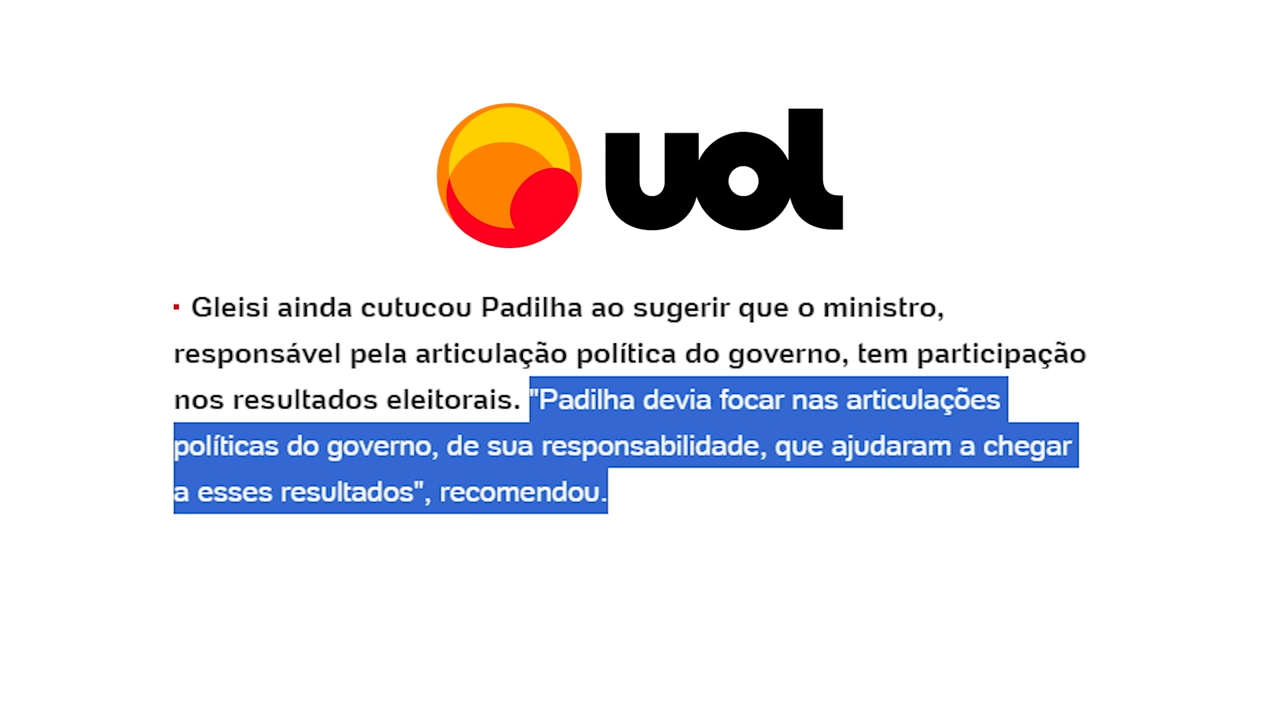 uol
▪ Gleisi ainda cutucou Padilha ao sugerir que o ministro,
responsável pela articulação política do governo, tem participação
nos resultados eleitorais. "Padilha devia focar nas articulações
políticas do governo, de sua responsabilidade, que ajudaram a chegar
a esses resultados", recomendou.